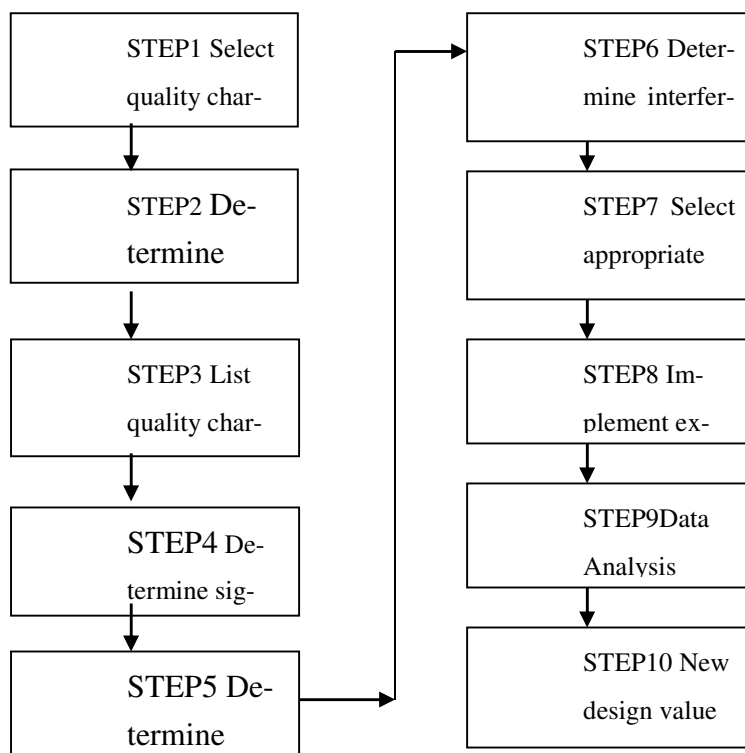 STEP1 Select
quality char-
STEP2 De-
termine
STEP3 List
quality char-
STEP4 De-
termine sig-
STEP5 De-
termine
STEP6 Deter-
mine interfer-
STEP7 Select
appropriate
STEP8 Im-
plement ex-
STEP9Data
Analysis
STEP10 New
design value